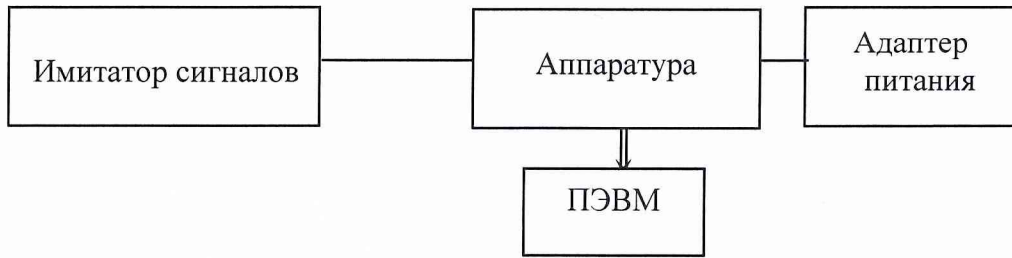 Имитатор сигналов
Аппаратура
Адаптер
питания
ПЭВМ